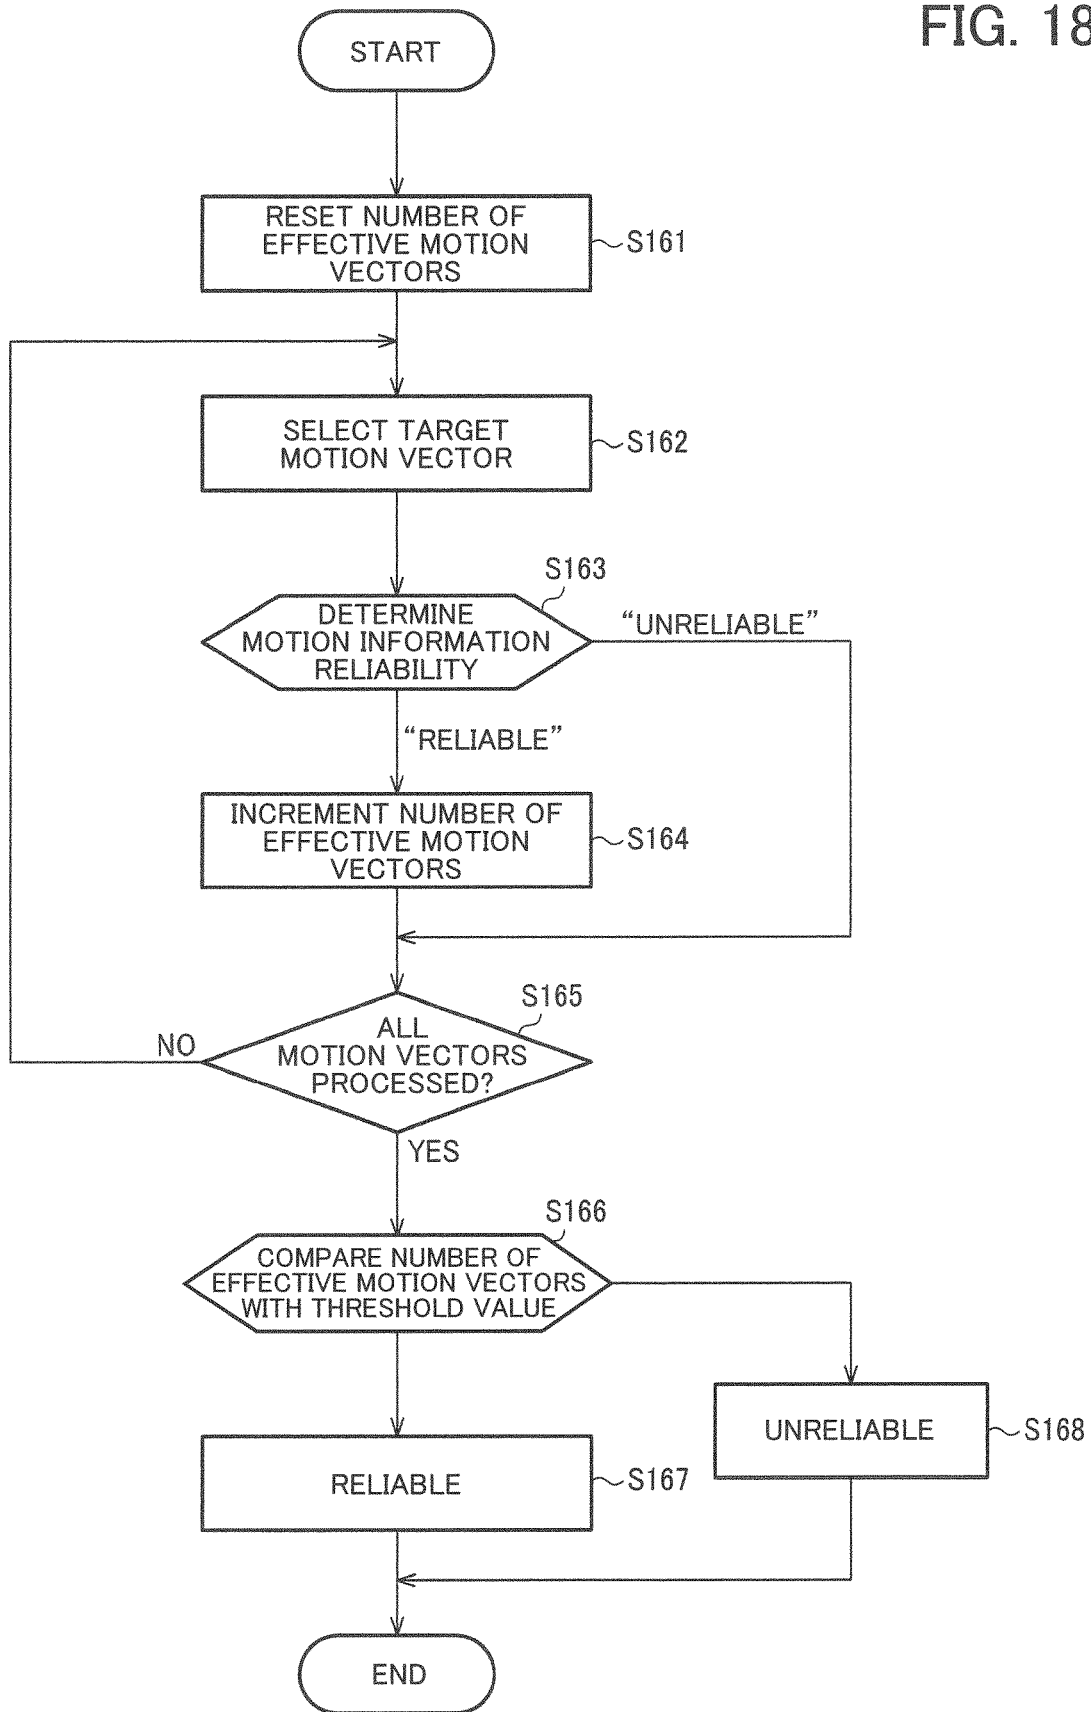 FIG. 18
START
RESET NUMBER OF
EFFECTIVE MOTION
VECTORS
S161
SELECT TARGET
MOTION VECTOR
S162
S163
DETERMINE
MOTION INFORMATION
RELIABILITY
“UNRELIABLE”
“RELIABLE”
INCREMENT NUMBER OF
EFFECTIVE MOTION
VECTORS
S164
S165
ALL
MOTION VECTORS
PROCESSED?
NO
YES
S166
COMPARE NUMBER OF
EFFECTIVE MOTION VECTORS
WITH THRESHOLD VALUE
UNRELIABLE
S168
RELIABLE
S167
END